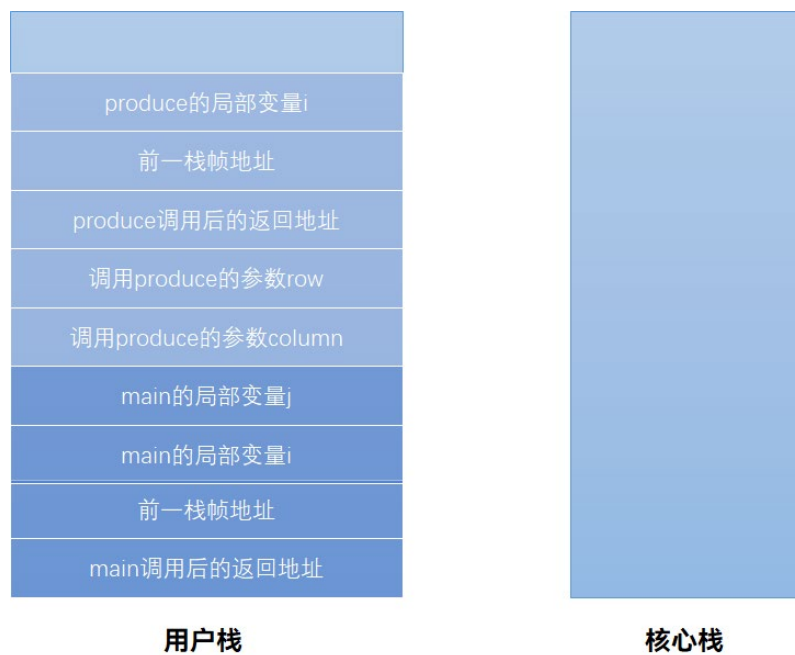 produce的局部变量i
前一栈帧地址
produce调用后的返回地址
调用produce的参数row
调用produce的参数column
main的局部变量j
main的局部变量i
前一栈帧地址
main调用后的返回地址
用户栈
核心栈